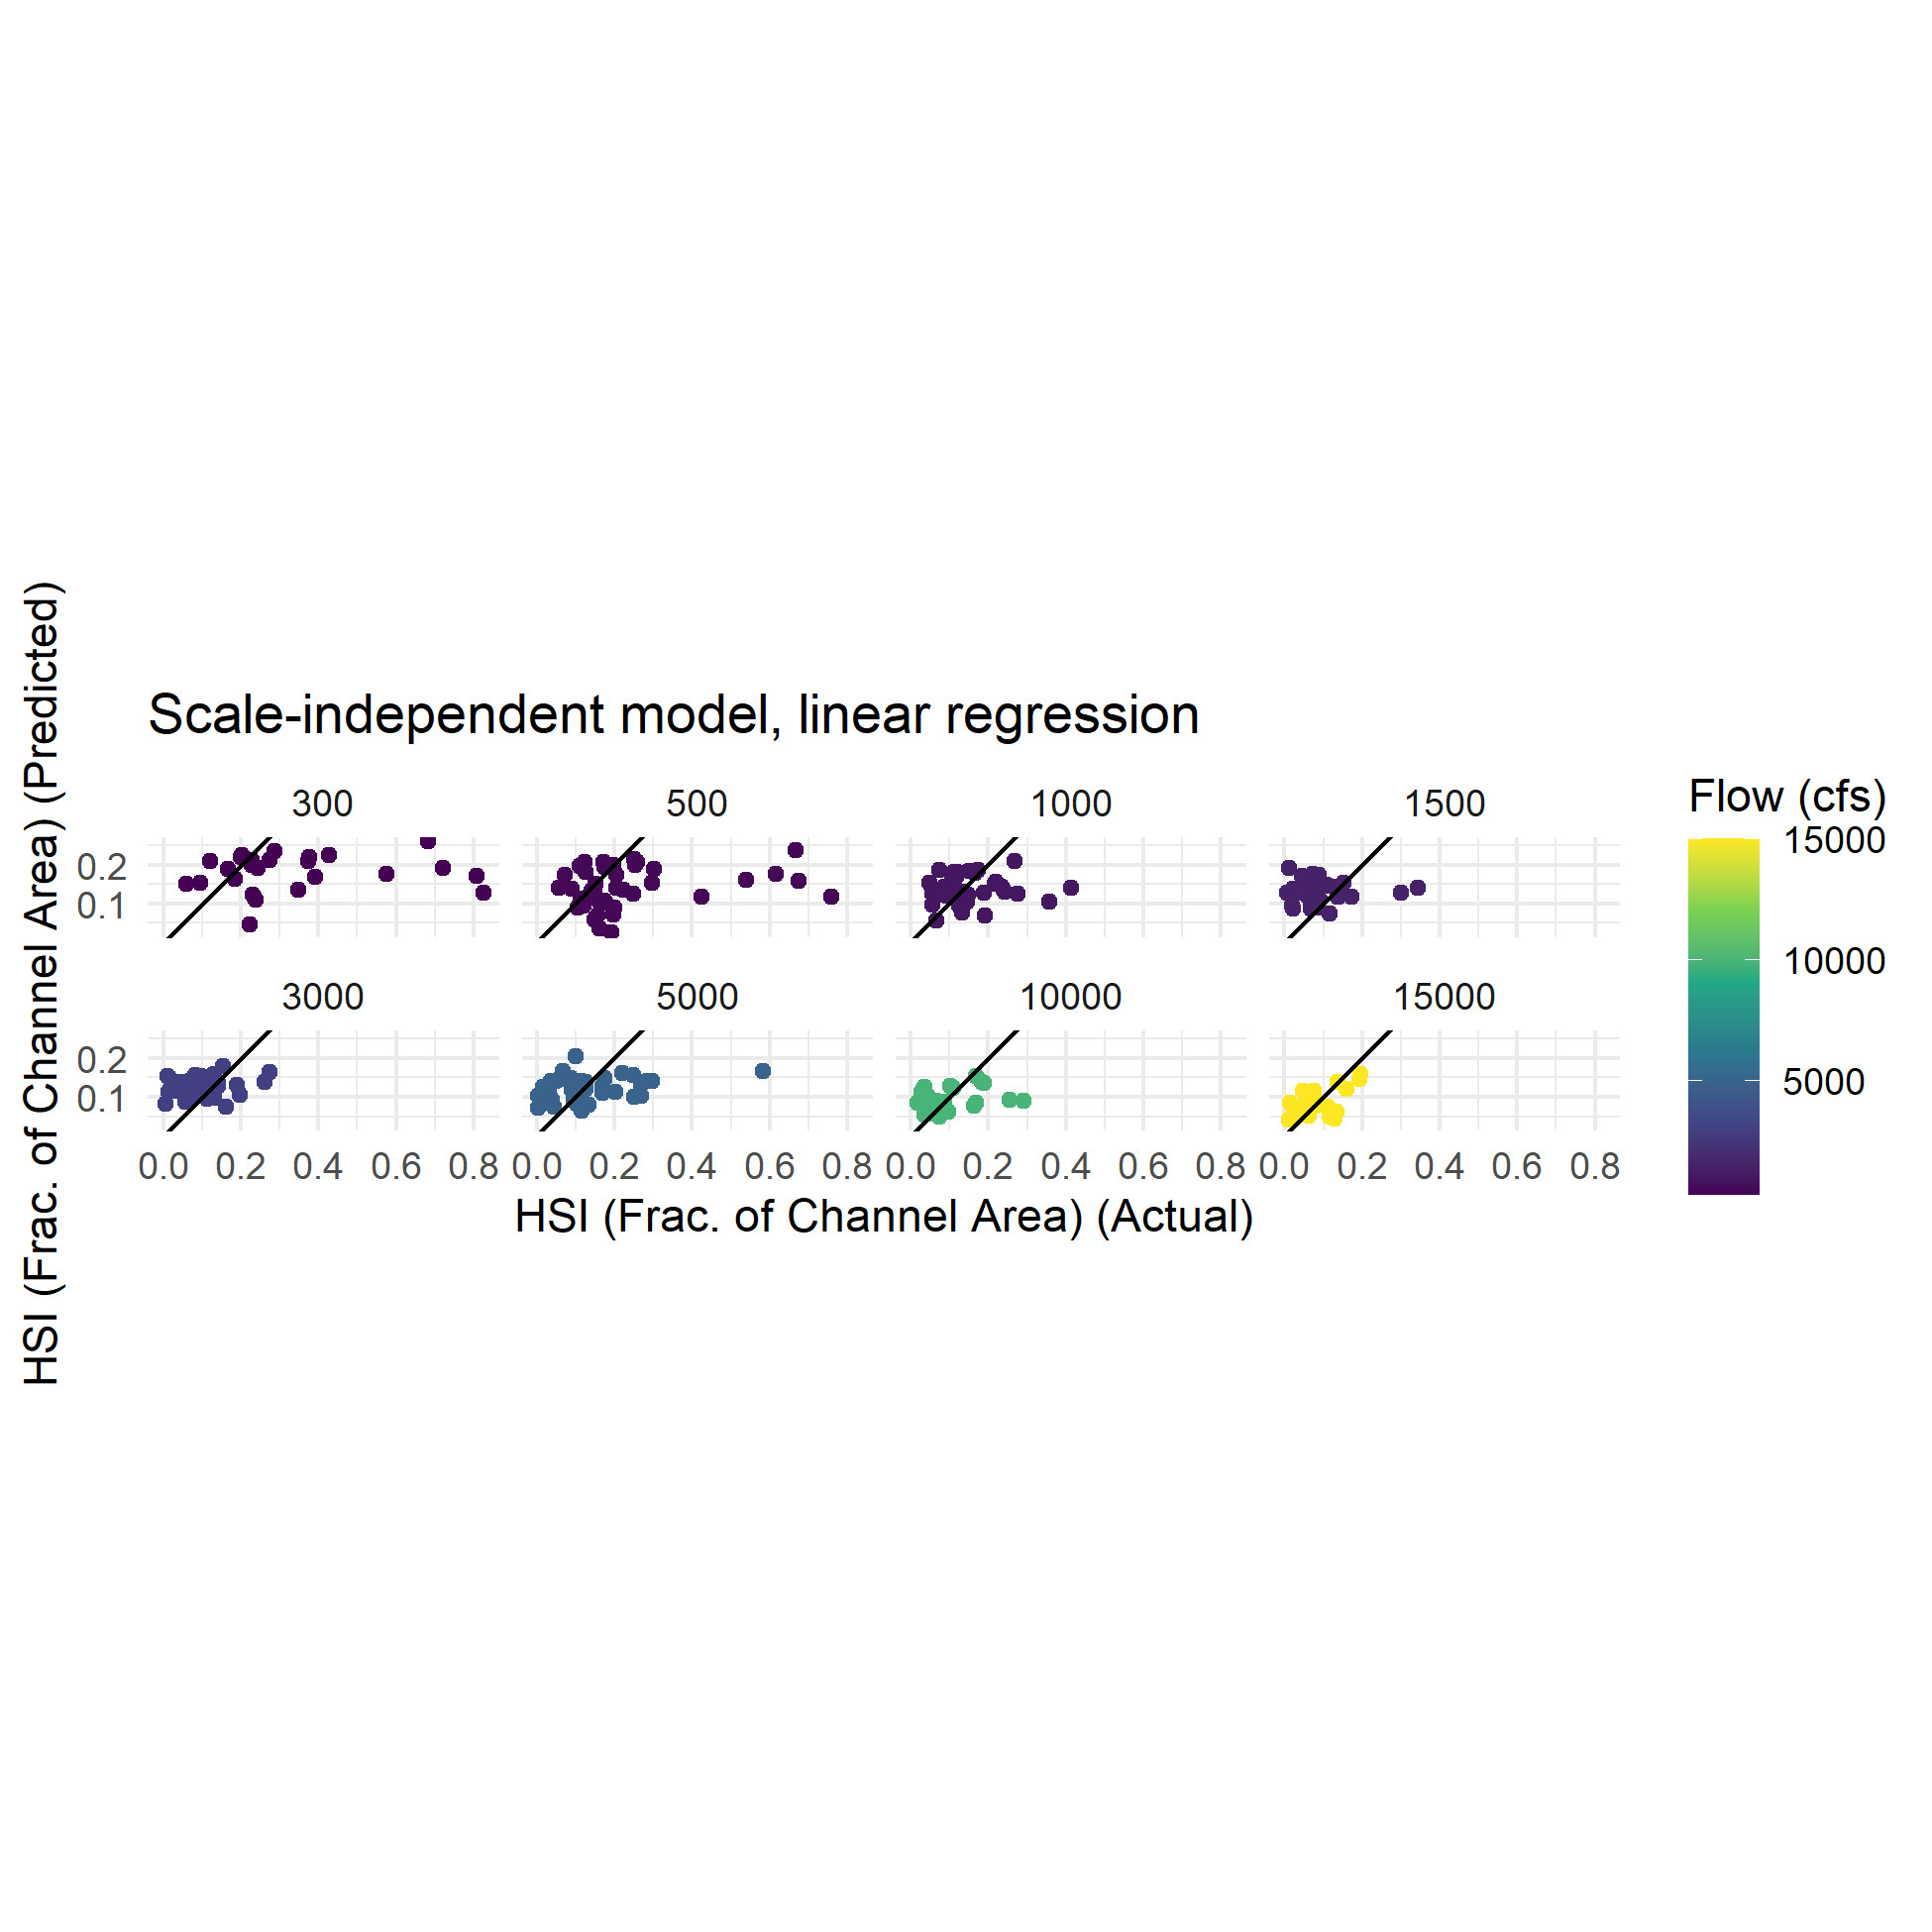 Scale-independent model, linear regression
HSI (Frac. of Channel Area) (Predicted)
300 500 1000 1500
0.2
0.1
3000 5000 10000 15000
0.2
0.1
0.0 0.2 0.4 0.6 0.8 0.0 0.2 0.4 0.6 0.8 0.0 0.2 0.4 0.6 0.8 0.0 0.2 0.4 0.6 0.8
HSI (Frac. of Channel Area) (Actual)
Flow (cfs)
15000
10000
5000